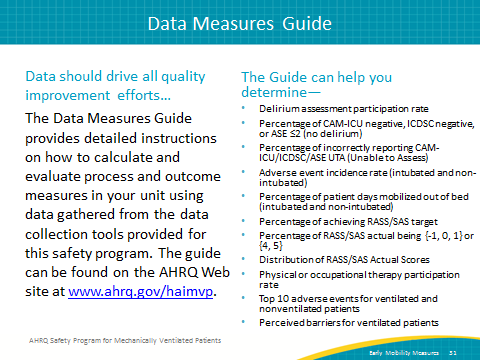 Data Measures Guide
Data should drive all quality
improvement efforts…
The Data Measures Guide
provides detailed instructions
on how to calculate and
evaluate process and outcome
measures in your unit using
data gathered from the data
collection tools provided for
this safety program. The guide
can be found on the AHRQ Web
site at www.ahrq.gov/haimvp.
The Guide can help you
determine—
• Delirium assessment participation rate
• Percentage of CAM-ICU negative, ICDSC negative,
or ASE ≤2 (no delirium)
• Percentage of incorrectly reporting CAM-
ICU/ICDSC/ASE UTA (Unable to Assess)
• Adverse event incidence rate (intubated and non-
intubated)
• Percentage of patient days mobilized out of bed
(intubated and non-intubated)
• Percentage of achieving RASS/SAS target
• Percentage of RASS/SAS actual being {-1, 0, 1} or
{4, 5}
• Distribution of RASS/SAS Actual Scores
• Physical or occupational therapy participation
rate
• Top 10 adverse events for ventilated and
nonventilated patients
• Perceived barriers for ventilated patients
AHRQ Safety Program for Mechanically Ventilated Patients
Early Mobility Measures 31